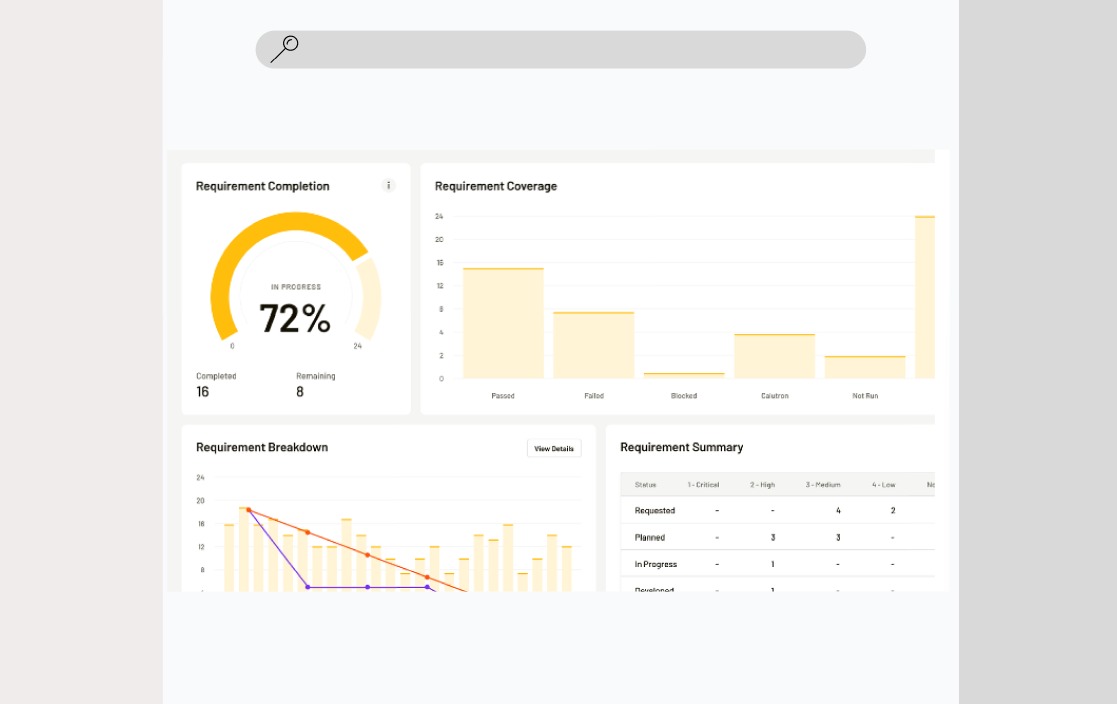 Requirement Completion
i
IN PROGRESS
72%
0
24
Completed
Remaining
16
8
Requirement Coverage
24
20
16
12
8
4
2
0
Passed Failed Blocked Caiutron Not Run
Requirement Breakdown
View Details
24
20
16
12
8
Requirement Summary
Status 1 - Critical 2 - High 3 - Medium 4 - Low No
Requested - - 4 2
Planned - 3 3 -
In Progress - 1 - -
Developed - 1 - -